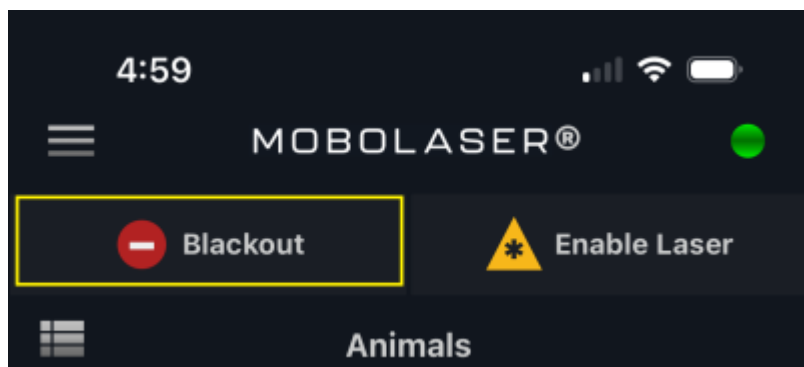 4:59
MOBOLASER®
Blackout
Enable Laser
Animals